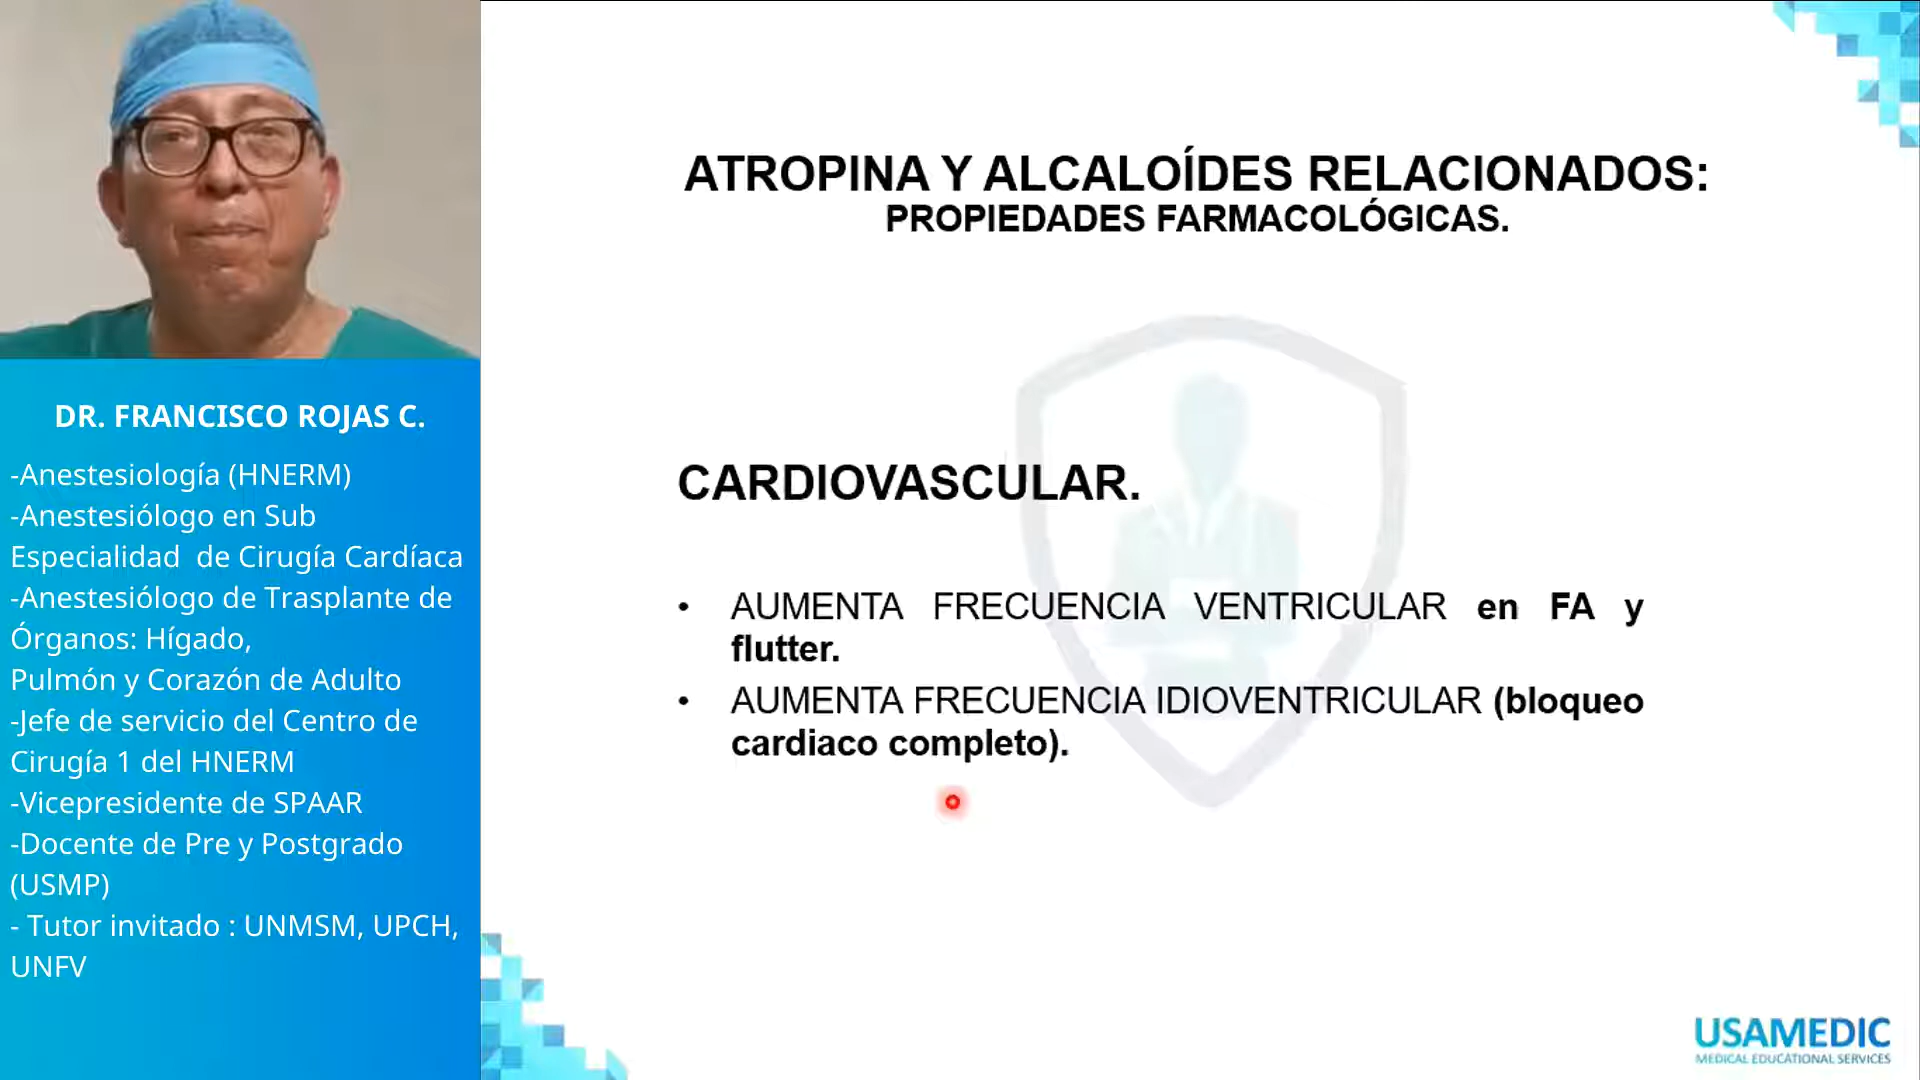 DR. FRANCISCO ROJAS C.
-Anestesiología (HNERM)
-Anestesiólogo en Sub
Especialidad  de Cirugía Cardíaca
-Anestesiólogo de Trasplante de
Órganos: Hígado,
Pulmón y Corazón de Adulto
-Jefe de servicio del Centro de
Cirugía 1 del HNERM
-Vicepresidente de SPAAR
-Docente de Pre y Postgrado
(USMP)
- Tutor invitado : UNMSM, UPCH,
UNFV
ATROPINA Y ALCALOÍDES RELACIONADOS:
PROPIEDADES FARMACOLÓGICAS.
CARDIOVASCULAR.
• AUMENTA FRECUENCIA VENTRICULAR en FA y
flutter.
• AUMENTA FRECUENCIA IDIOVENTRICULAR (bloqueo
cardiaco completo).
USAMEDIC
MEDICAL EDUCATIONAL SERVICES